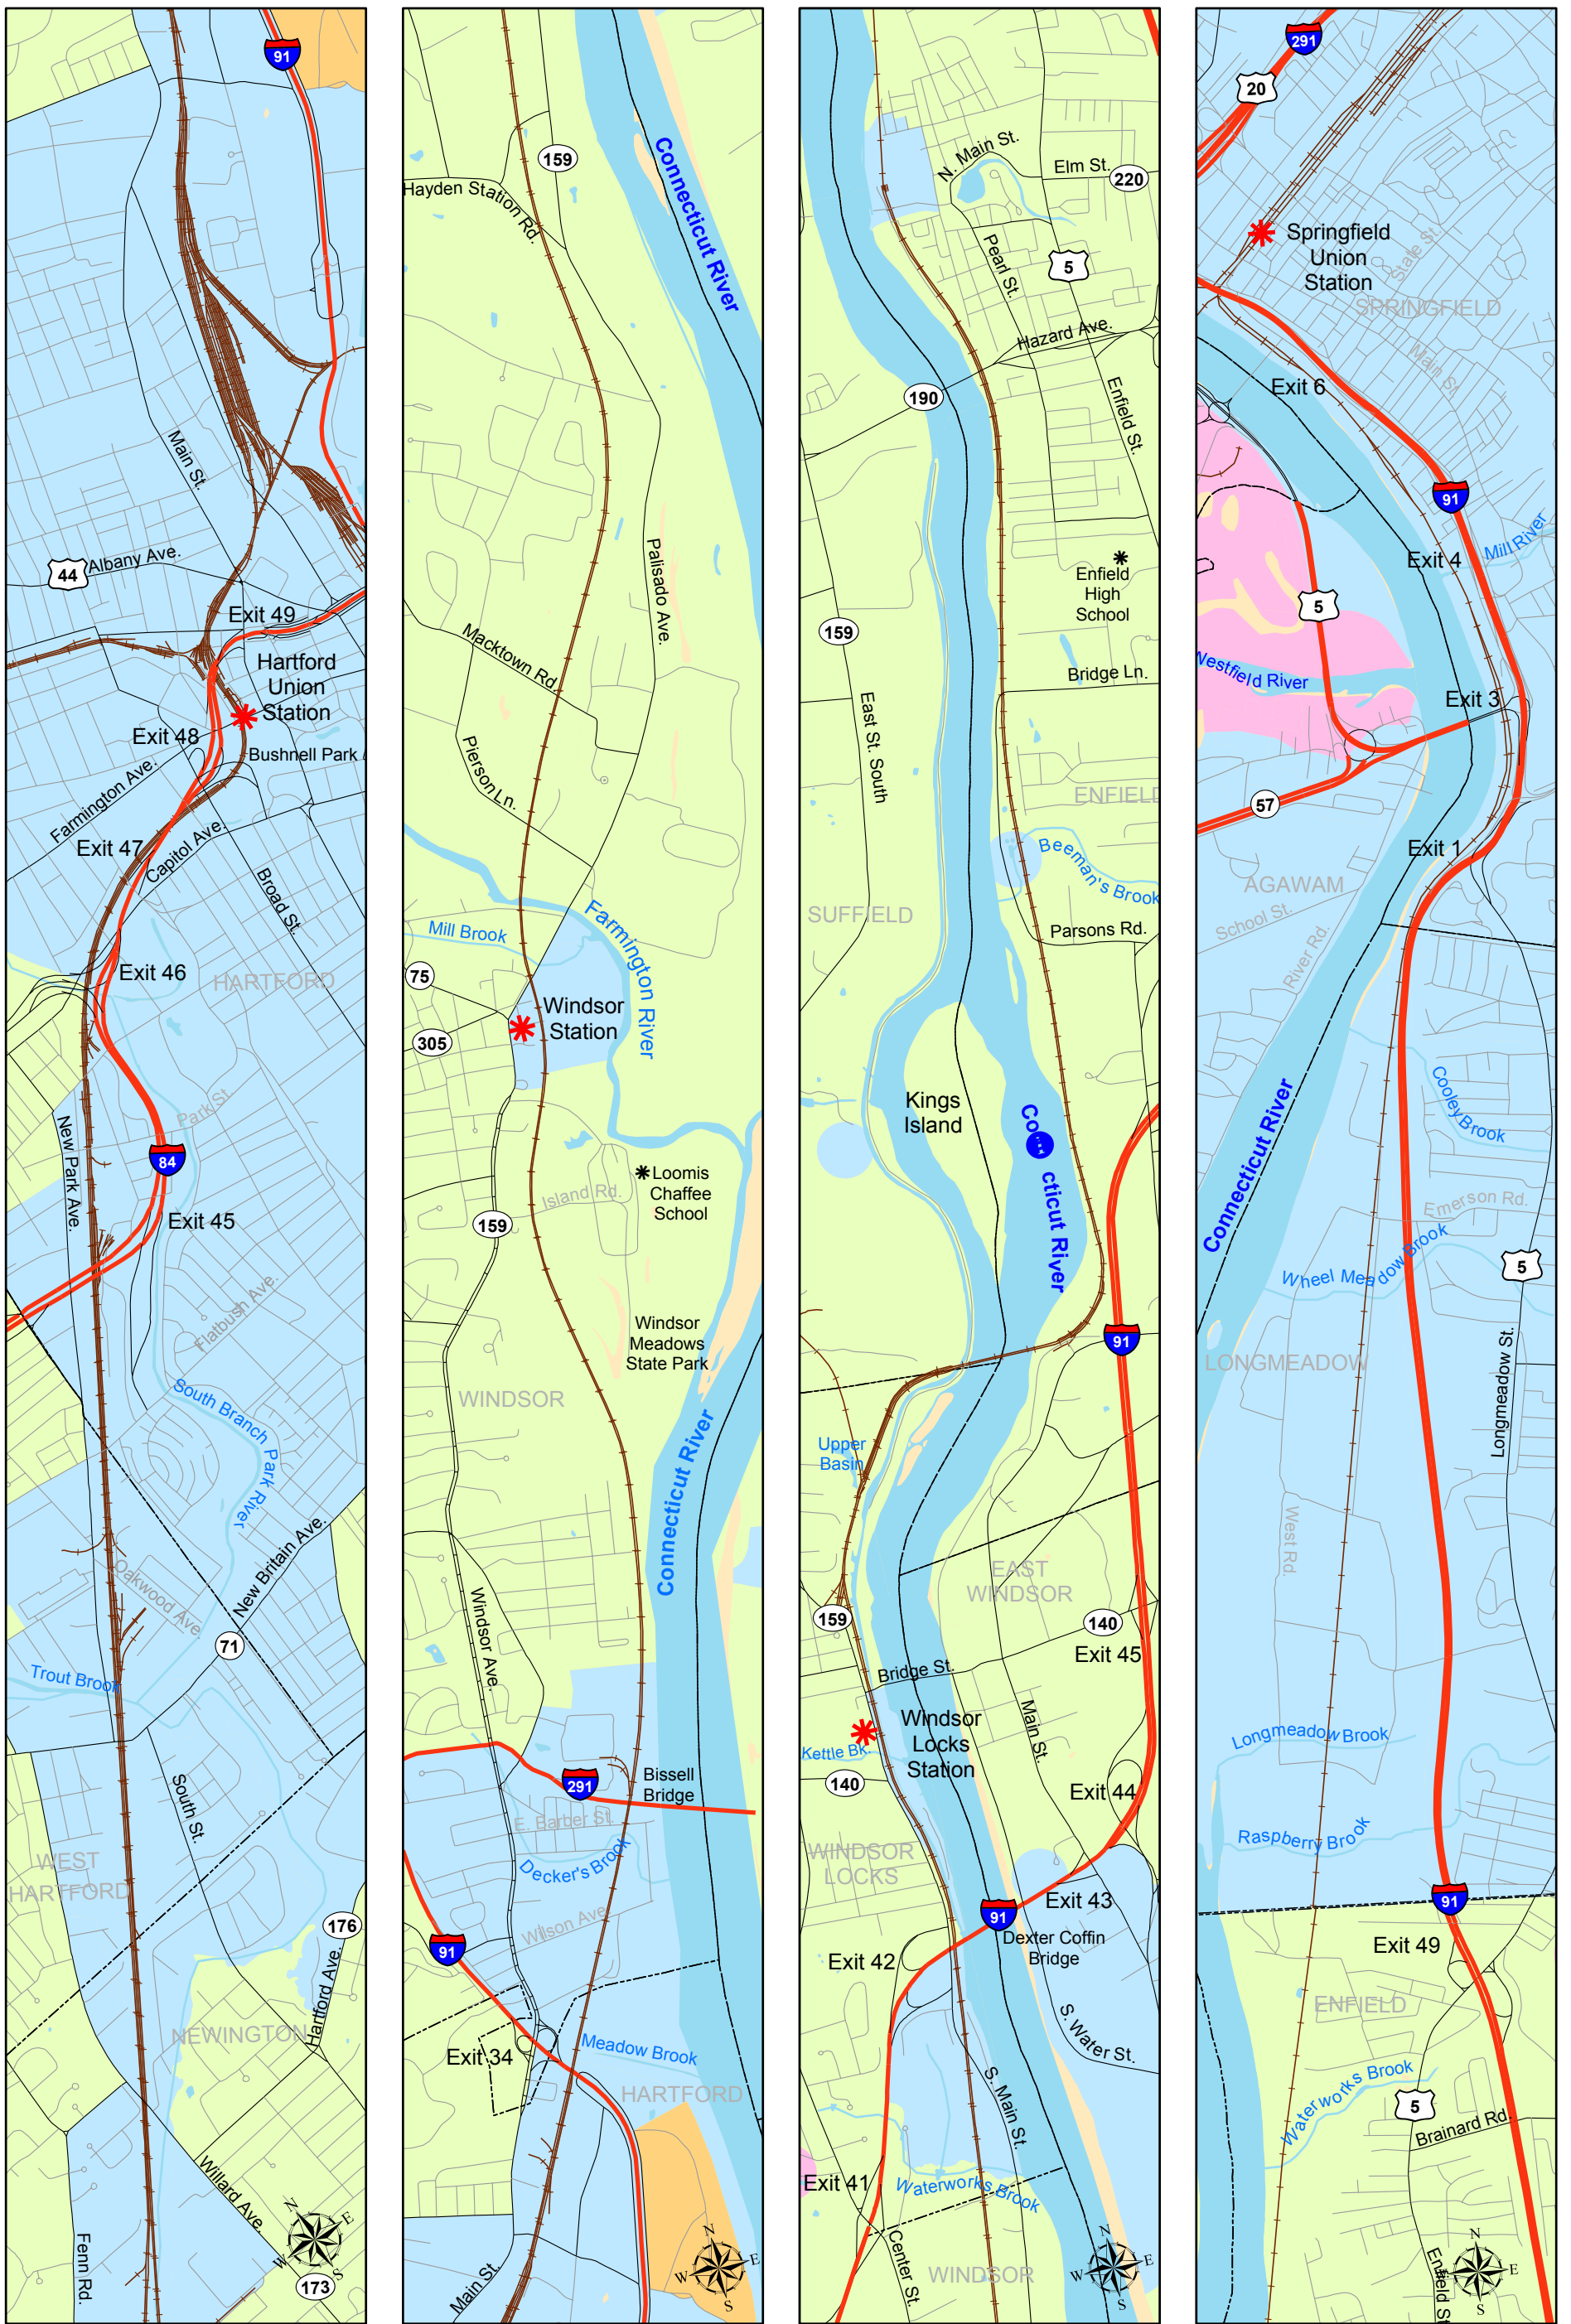 91
Main St.
44
Albany Ave.
Exit 49
Hartford
Union
Station
Exit 48
Bushnell Park
Farmington Ave.
Exit 47
Capitol Ave.
Broad St.
Exit 46
HARTFORD
Park St.
New Park Ave.
84
Exit 45
Flatbush Ave.
South Branch Park River
New Britain Ave.
Oakwood Ave.
71
Trout Brook
South St.
WEST
HARTFORD
176
Hartford Ave.
NEWINGTON
Willard Ave.
Fenn Rd.
N
E
W
S
173
159
Connecticut River
Hayden Station Rd.
Palisado Ave.
Macktown Rd.
Pierson Ln.
Farmington River
Mill Brook
75
Windsor
Station
305
Loomis
Chaffee
School
Island Rd.
159
Windsor
Meadows
State Park
WINDSOR
Connecticut River
Windsor Ave.
Bissell
Bridge
291
E. Barber St.
Decker's Brook
Wilson Ave.
91
Exit 34
Meadow Brook
HARTFORD
Main St.
N
E
W
S
N. Main St.
Elm St.
220
Pearl St.
5
Hazard Ave.
190
Enfield St.
Enfield
High
School
159
Bridge Ln.
East St. South
ENFIELD
Beeman's Brook
SUFFIELD
Parsons Rd.
Kings
Island
Co cticut River
91
Upper
Basin
EAST
WINDSOR
159
140
Exit 45
Bridge St.
Main St.
Windsor
Locks
Station
Kettle Bk.
140
Exit 44
WINDSOR
LOCKS
Exit 43
91
Dexter Coffin
Bridge
Exit 42
S. Water St.
S. Main St.
Exit 41
Waterworks Brook
Center St.
WINDSOR
N
E
W
S
291
20
Springfield
Union
Station
State St.
SPRINGFIELD
Main St.
Exit 6
91
Mill River
Exit 4
5
Westfield River
Exit 3
57
Exit 1
AGAWAM
School St.
River Rd.
Cooley Brook
Connecticut River
Emerson Rd.
Wheel Meadow Brook
5
LONGMEADOW
Longmeadow St.
West Rd.
Longmeadow Brook
Raspberry Brook
91
Exit 49
ENFIELD
Waterworks Brook
5
Brainard Rd.
Enfield St.
N
E
W
S